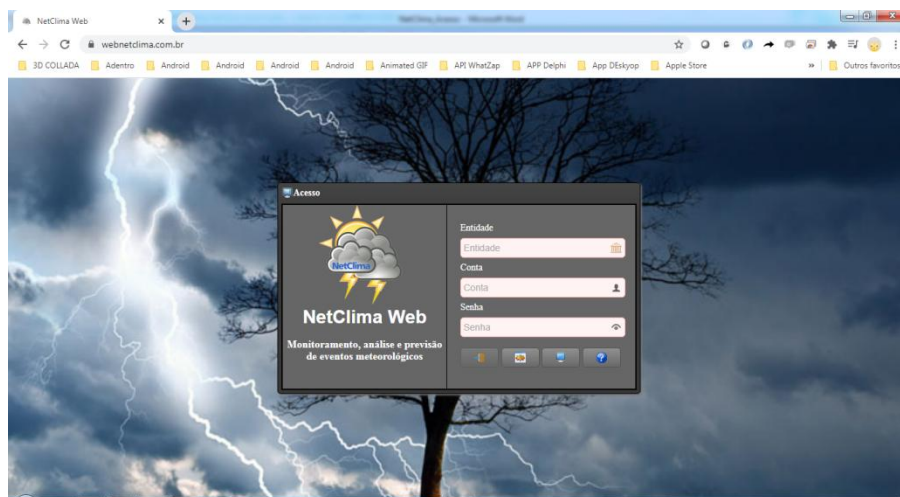 NetClima Web
webnetclima.com.br
3D COLLADA
Adentro
Android
Android
Android
Android
Animated GIF
API WhatZap
APP Delphi
App DEskyop
Apple Store
Outros favoritos
Acesso
NetClima
NetClima Web
Monitoramento, análise e previsão
de eventos meteorológicos
Entidade
Entidade
Conta
Conta
Senha
Senha